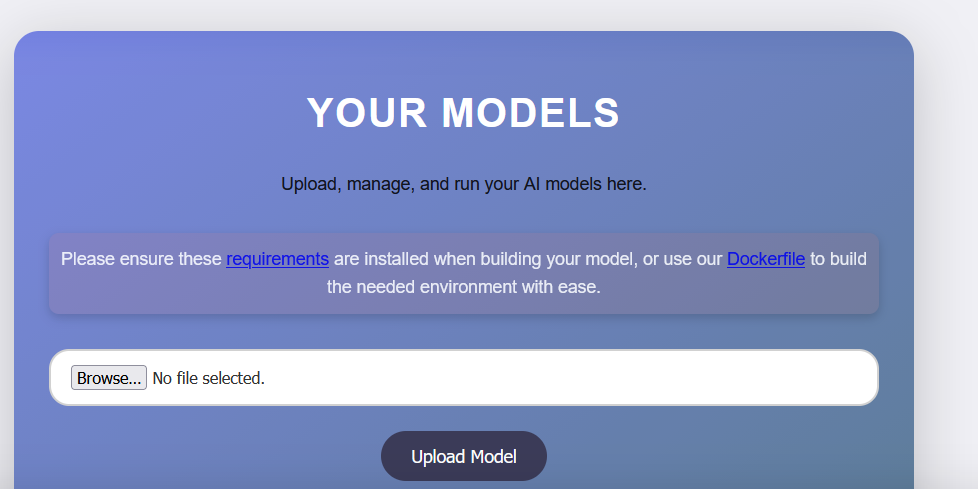 YOUR MODELS
Upload, manage, and run your AI models here.
Please ensure these requirements are installed when building your model, or use our Dockerfile to build
the needed environment with ease.
Browse... No file selected.
Upload Model